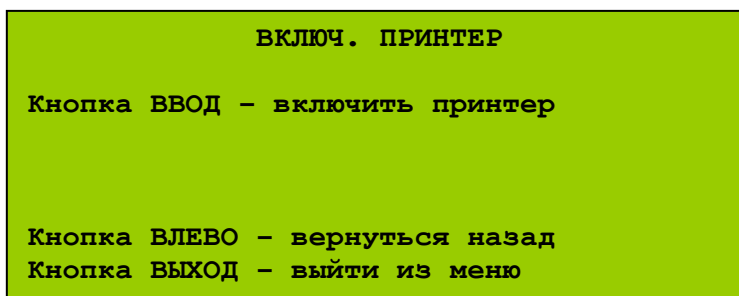 ВКЛЮЧ. ПРИНТЕР
Кнопка ВВОД – включить принтер
Кнопка ВЛЕВО – вернуться назад
Кнопка ВЫХОД – выйти из меню